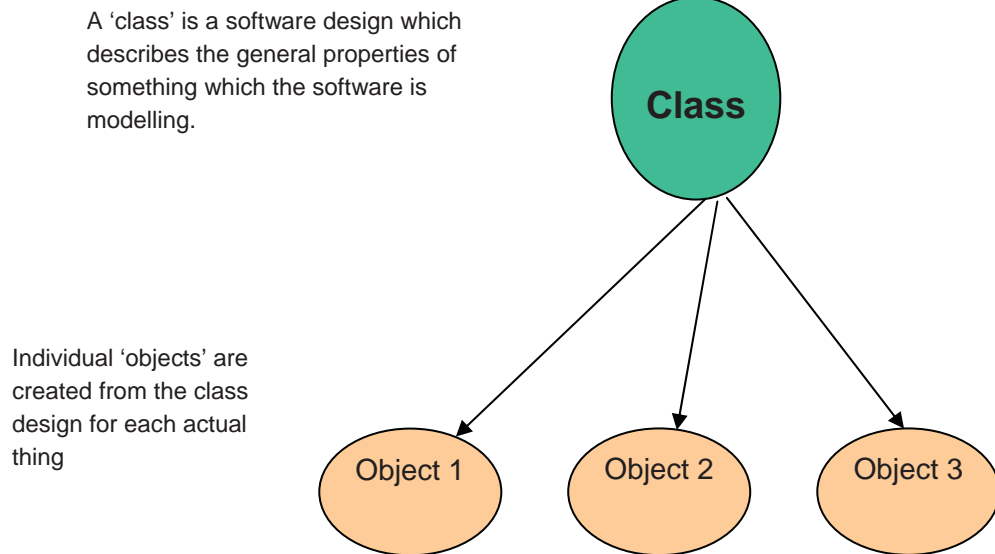 A ‘class’ is a software design which
describes the general properties of
something which the software is
modelling.
Class
Individual ‘objects’ are
created from the class
design for each actual
thing
Object 1
Object 2
Object 3